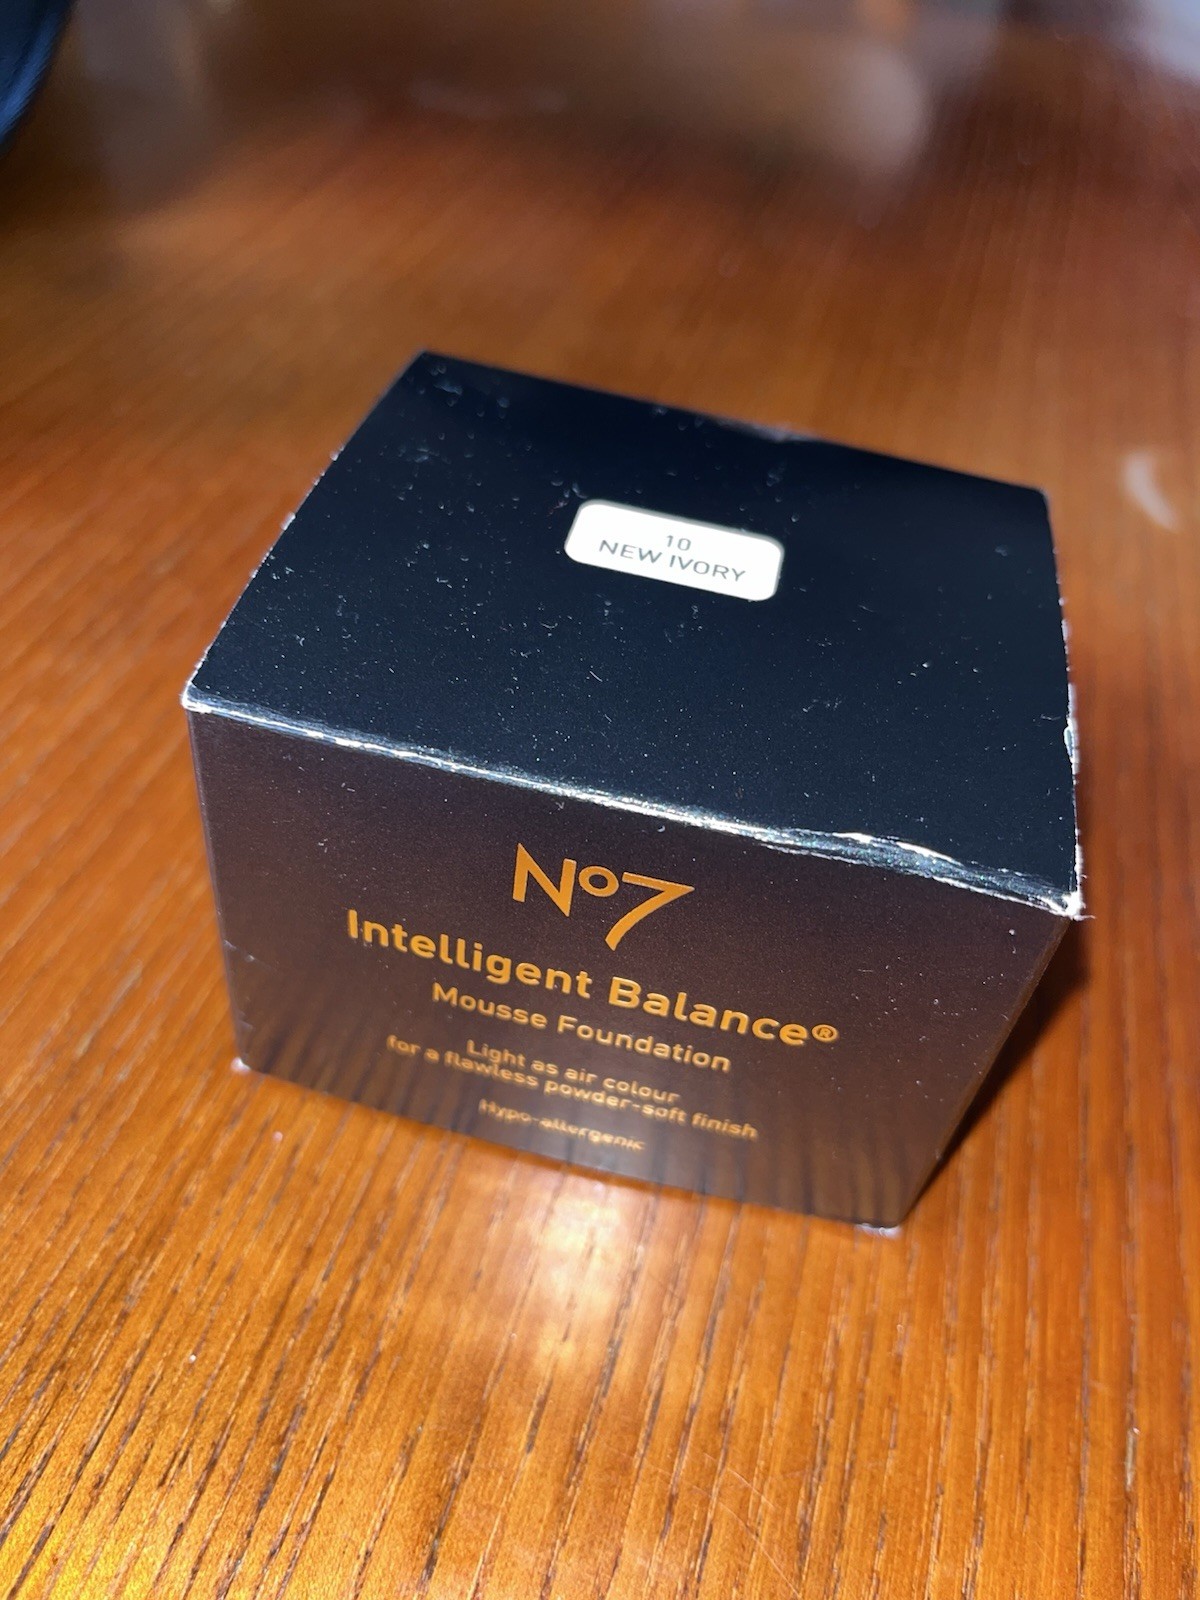 10
NEW IVORY
No7
Intelligent Balance®
Mousse Foundation
Light as air colour
for a flawless powder-soft finish
Hypo-allergenic